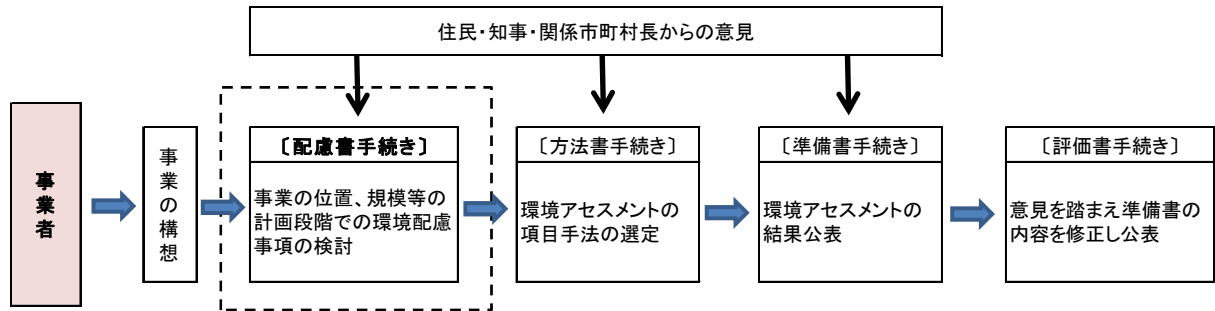 住民・知事・関係市町村長からの意見
事業者
事業の構想
〔配慮書手続き〕
事業の位置、規模等の
計画段階での環境配慮
事項の検討
〔方法書手続き〕
環境アセスメントの
項目手法の選定
〔準備書手続き〕
環境アセスメントの
結果公表
〔評価書手続き〕
意見を踏まえ準備書の
内容を修正し公表